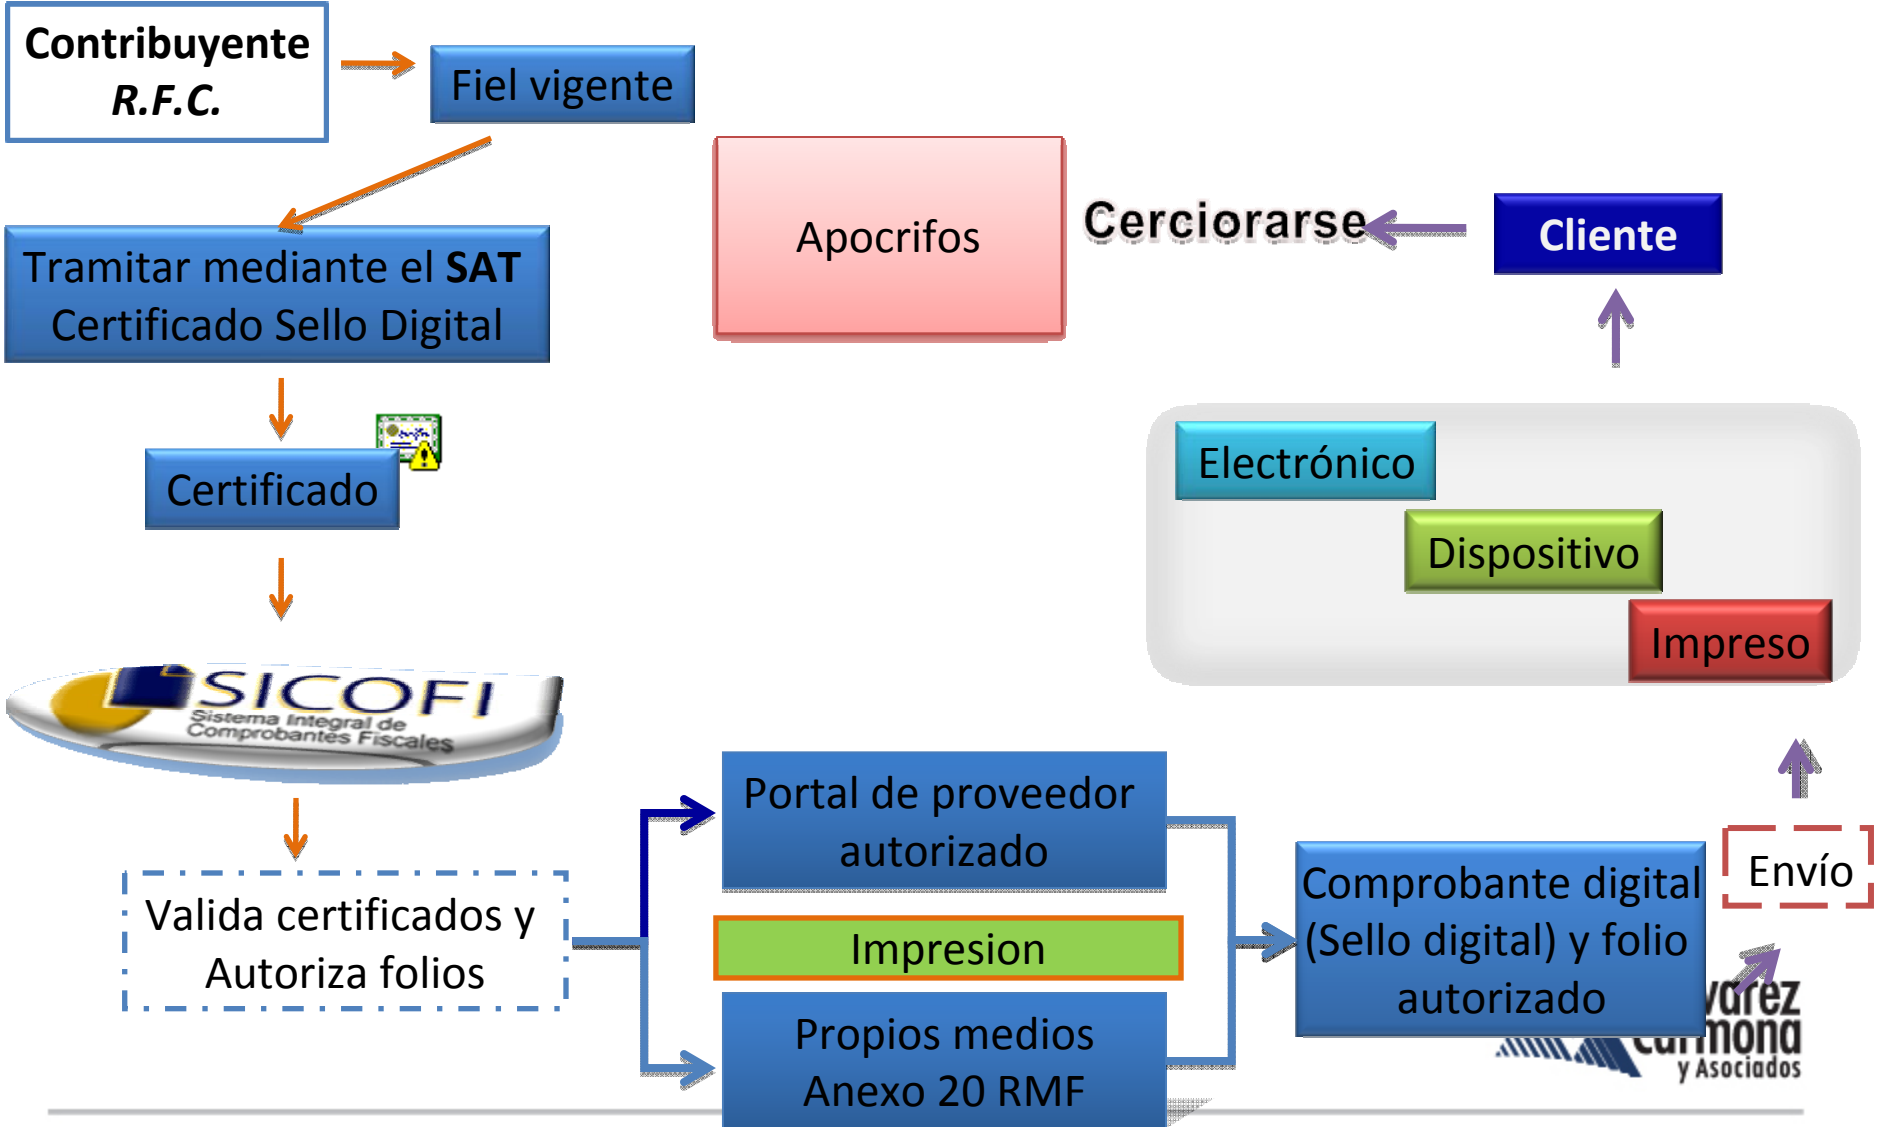 Contribuyente
R.F.C.
Fiel vigente
Tramitar mediante el SAT
Certificado Sello Digital
Certificado
SICOFI
Sistema Integral de
Comprobantes Fiscales
Valida certificados y
Autoriza folios
Portal de proveedor
autorizado
Impresion
Propios medios
Anexo 20 RMF
Comprobante digital
(Sello digital) y folio
autorizado
Envío
Electrónico
Dispositivo
Impreso
Cliente
Cerciorarse
Apocrifos
y Asociados